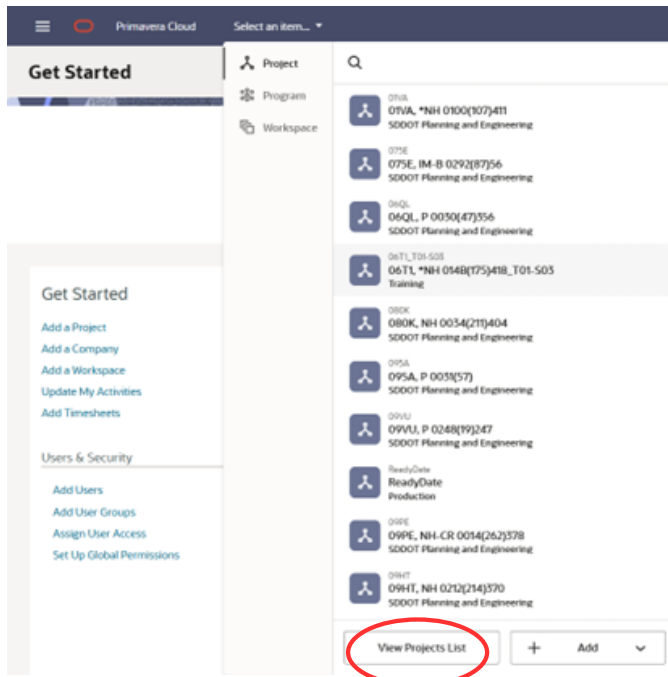 Primavera Cloud
Select an item...
Get Started
Project
Program
Workspace
01VA
01VA, *NH 0100(107)411
SDDOT Planning and Engineering
075E
075E, IM-B 0292(87)56
SDDOT Planning and Engineering
06QL
06QL, P 0030(47)356
SDDOT Planning and Engineering
06T1_T01-S03
06T1, *NH 014B(175)418_T01-S03
Training
080K
080K, NH 0034(211)404
SDDOT Planning and Engineering
095A
095A, P 0031(57)
SDDOT Planning and Engineering
09VU
09VU, P 0248(19)247
SDDOT Planning and Engineering
ReadyDate
ReadyDate
Production
09PE
09PE, NH-CR 0014(262)378
SDDOT Planning and Engineering
09HT
09HT, NH 0212(214)370
SDDOT Planning and Engineering
View Projects List
+ Add
Get Started
Add a Project
Add a Company
Add a Workspace
Update My Activities
Add Timesheets
Users & Security
Add Users
Add User Groups
Assign User Access
Set Up Global Permissions